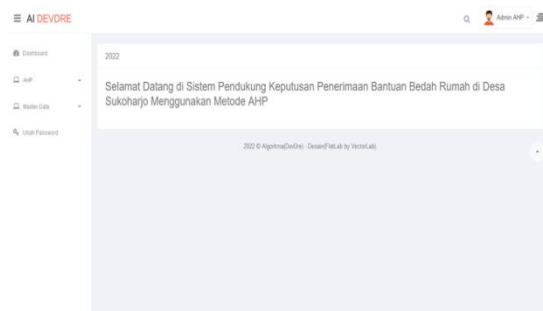 AI DEVDRE
Admin AHP
Dashboard
2022
AHP
Selamat Datang di Sistem Pendukung Keputusan Penerimaan Bantuan Bedah Rumah di Desa
Sukoharjo Menggunakan Metode AHP
Master Data
Ubah Password
2022 © Algoritma(DevDre) - Desain(FlatLab by VectorLab).